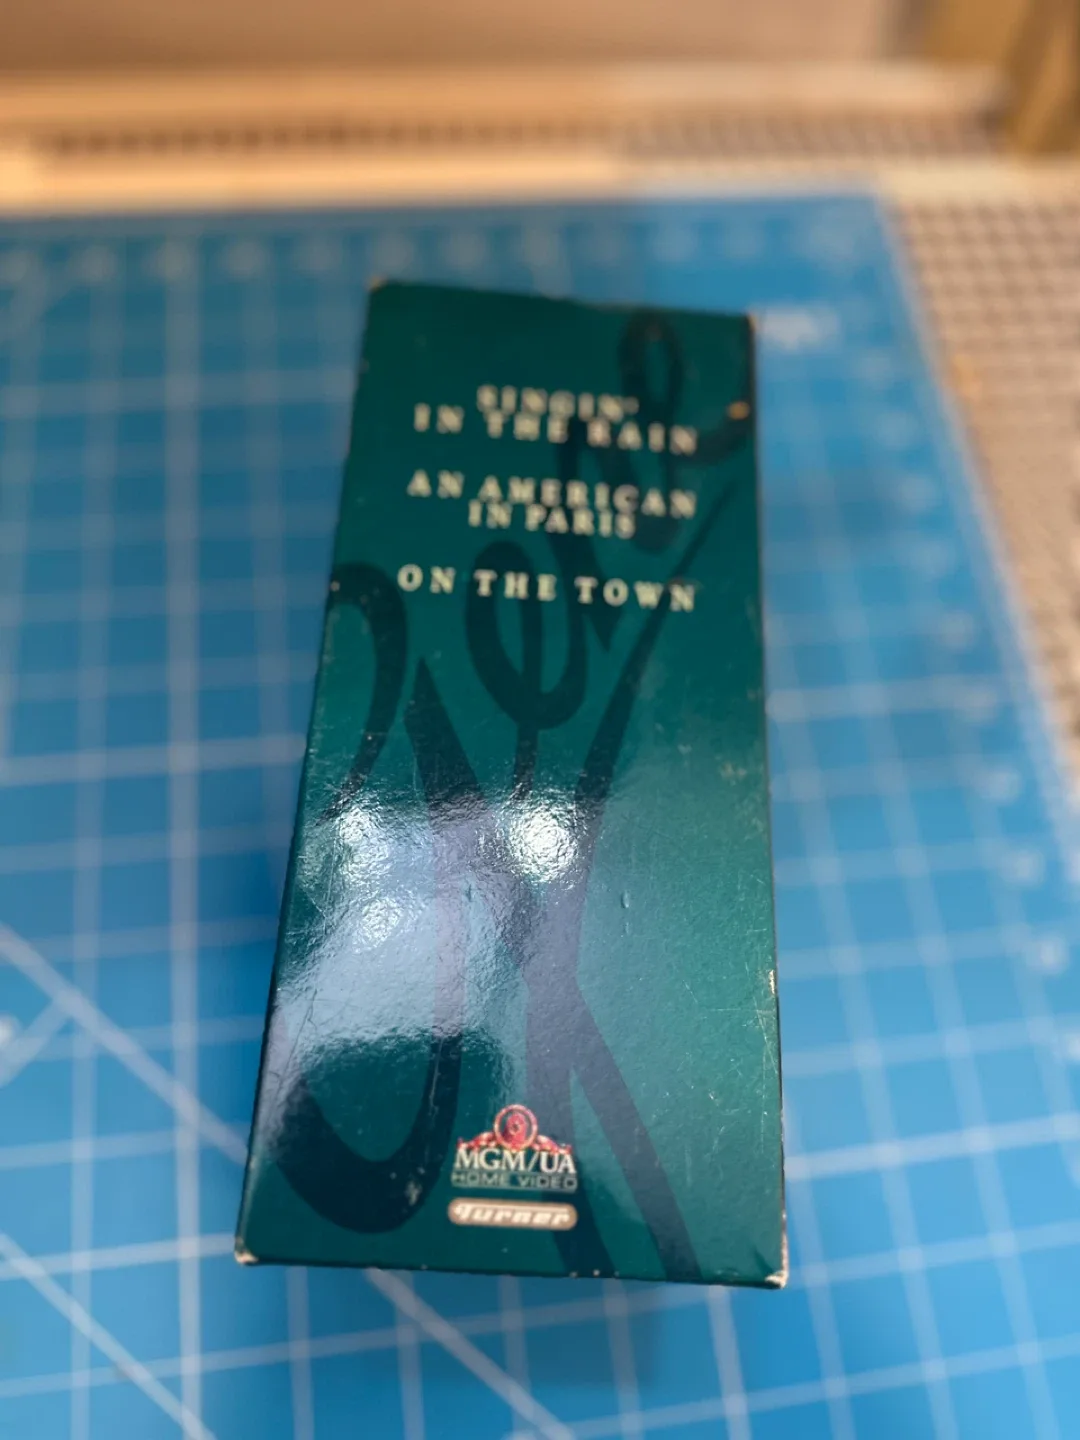 SINGIN'
IN THE RAIN
AN AMERICAN
IN PARIS
ON THE TOWN
MGM/UA
HOME VIDEO
Turner